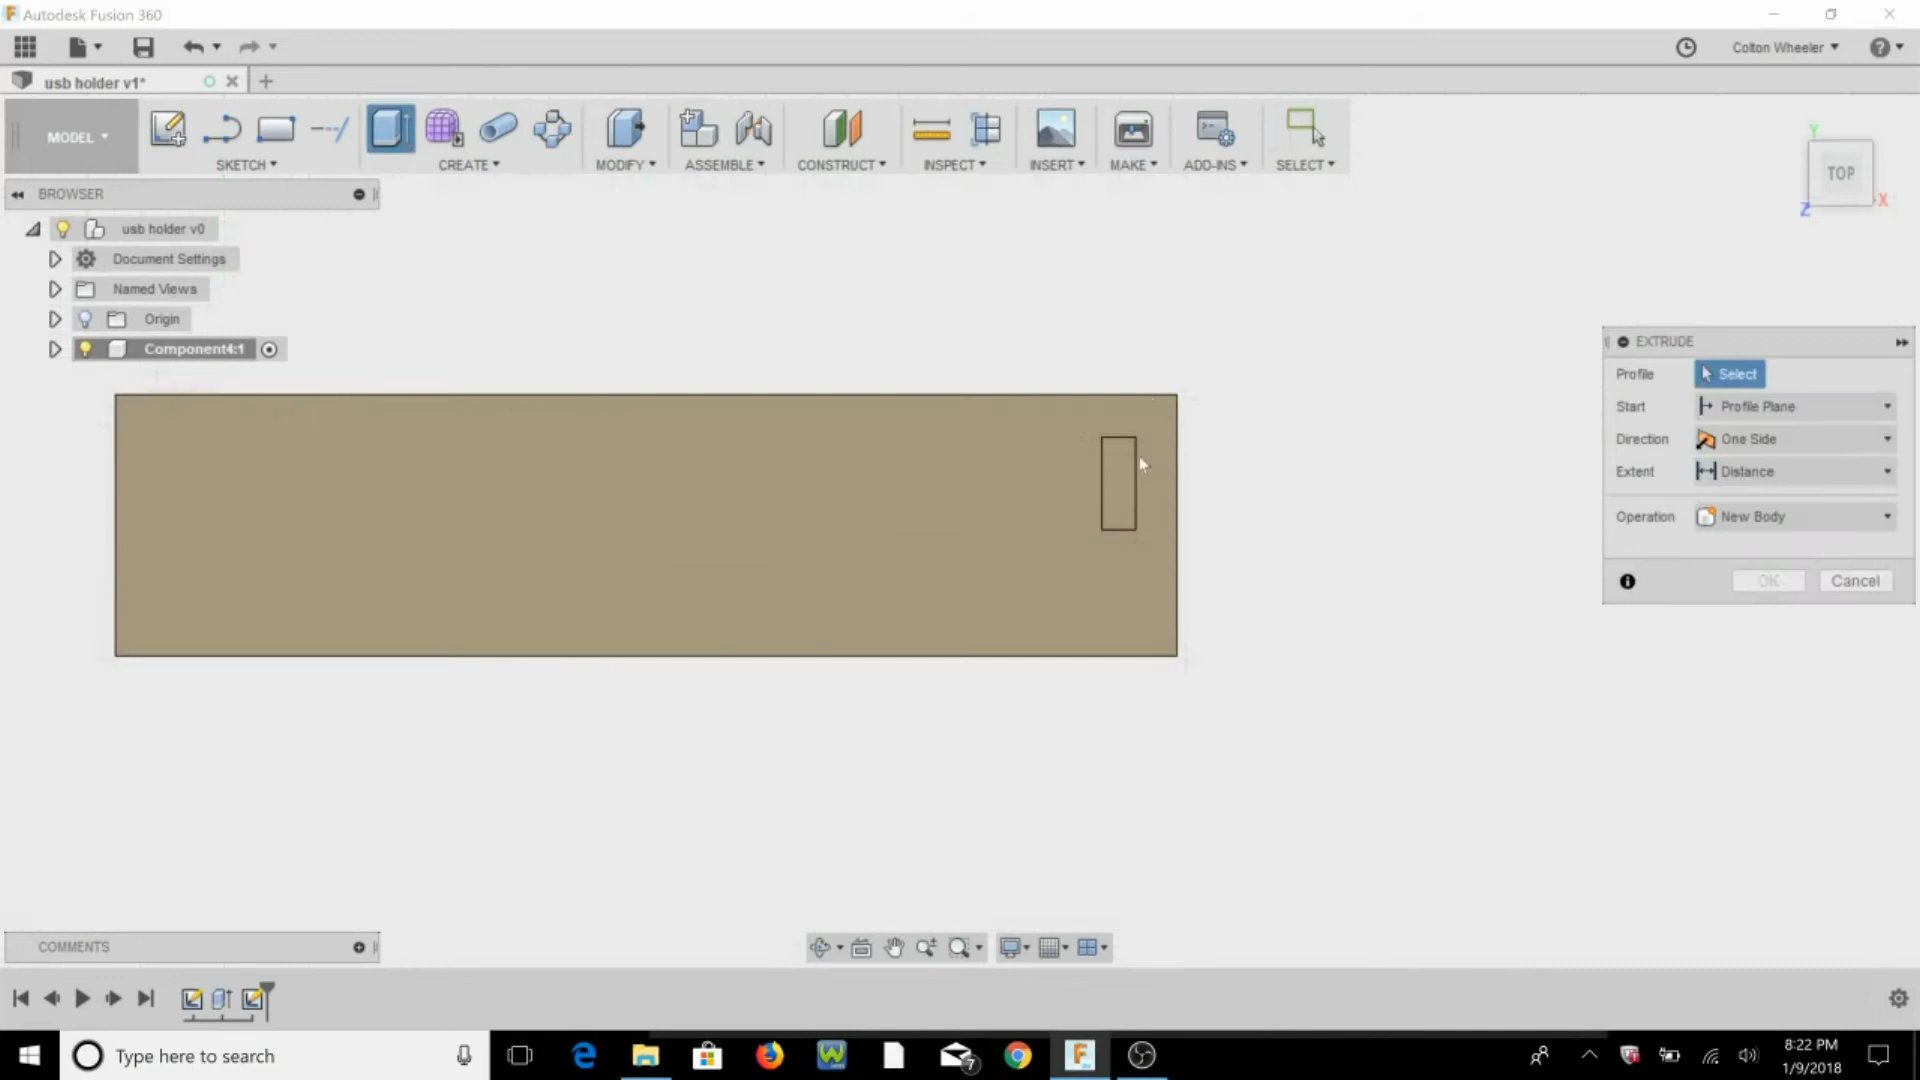 Autodesk Fusion 360
Colton Wheeler
usb holder v1*
MODEL
SKETCH
CREATE
MODIFY
ASSEMBLE
CONSTRUCT
INSPECT
INSERT
MAKE
ADD-INS
SELECT
BROWSER
usb holder v0
Document Settings
Named Views
Origin
Component4:1
Y
TOP
Z
X
EXTRUDE
Profile
Select
Start
Profile Plane
Direction
One Side
Extent
Distance
Operation
New Body
OK
Cancel
COMMENTS
Type here to search
7
8:22 PM
1/9/2018